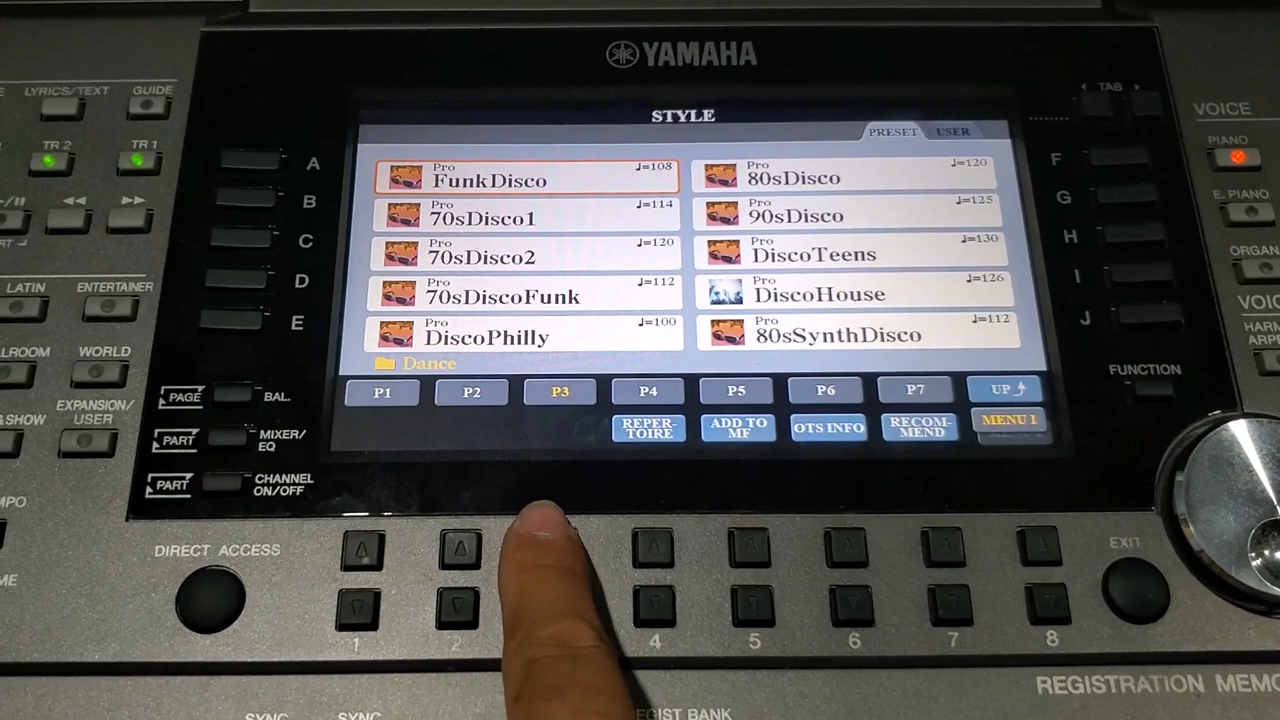 YAMAHA
LYRICS/TEXT
GUIDE
TR 2
TR 1
LATIN
ENTERTAINER
WORLD
EXPANSION/
USER
A
B
C
D
E
PAGE
BAL.
PART
MIXER/
EQ
PART
CHANNEL
ON/OFF
STYLE
PRESET
USER
Pro
FunkDisco
♩=108
Pro
80sDisco
♩=120
Pro
70sDisco1
♩=114
Pro
90sDisco
♩=125
Pro
70sDisco2
♩=120
Pro
DiscoTeens
♩=130
Pro
70sDiscoFunk
♩=112
Pro
DiscoHouse
♩=126
Pro
DiscoPhilly
♩=100
Pro
80sSynthDisco
♩=112
Dance
P1
P2
P3
P4
P5
P6
P7
UP
REPER-
TOIRE
ADD TO
MF
OTS INFO
RECOM-
MEND
MENU 1
TAB
F
G
H
I
J
FUNCTION
VOICE
PIANO
E. PIANO
ORGAN
DIRECT ACCESS
EXIT
1
2
4
5
6
7
8
REGISTRATION MEMO
SYNC
SYNC
EGIST BANK